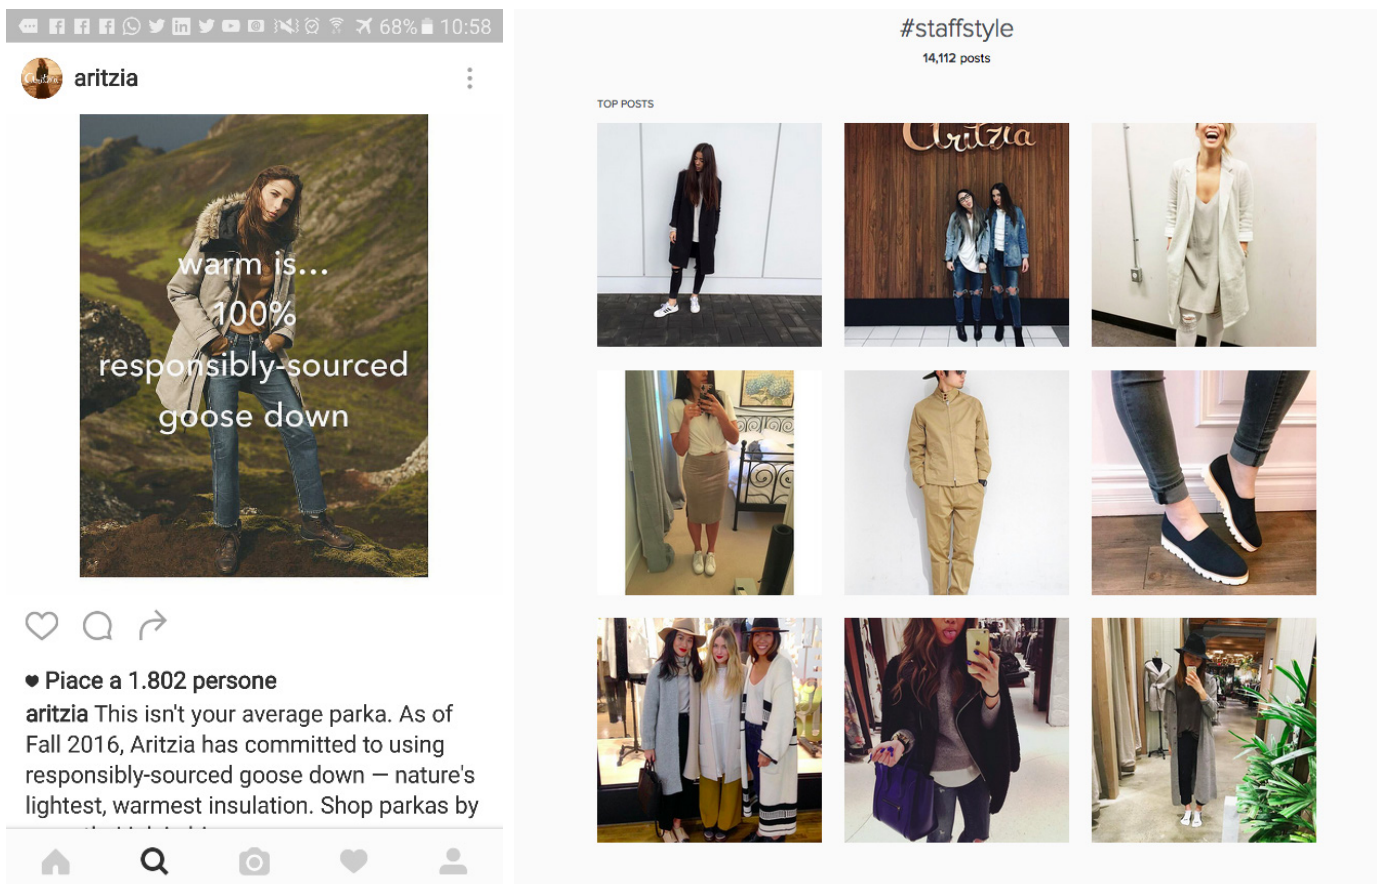 68% 10:58
aritzia
warm is...
100%
responsibly-sourced
goose down
Piace a 1.802 persone
aritzia This isn't your average parka. As of
Fall 2016, Aritzia has committed to using
responsibly-sourced goose down — nature's
lightest, warmest insulation. Shop parkas by
#staffstyle
14,112 posts
TOP POSTS
aritzia